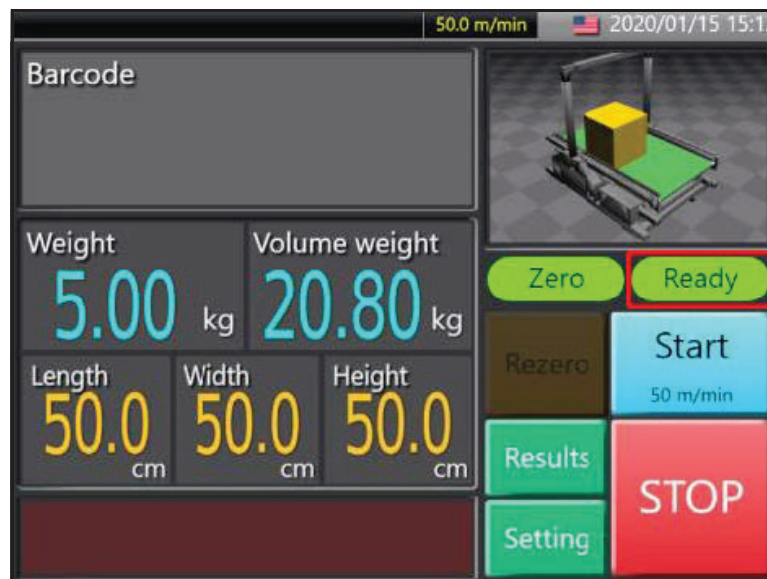 50.0 m/min 2020/01/15 15:1
Barcode
Weight Volume weight
5.00 kg 20.80 kg
Zero Ready
Length Width Height
50.0 cm 50.0 cm 50.0 cm
Rezero Start
50 m/min
Results STOP
Setting